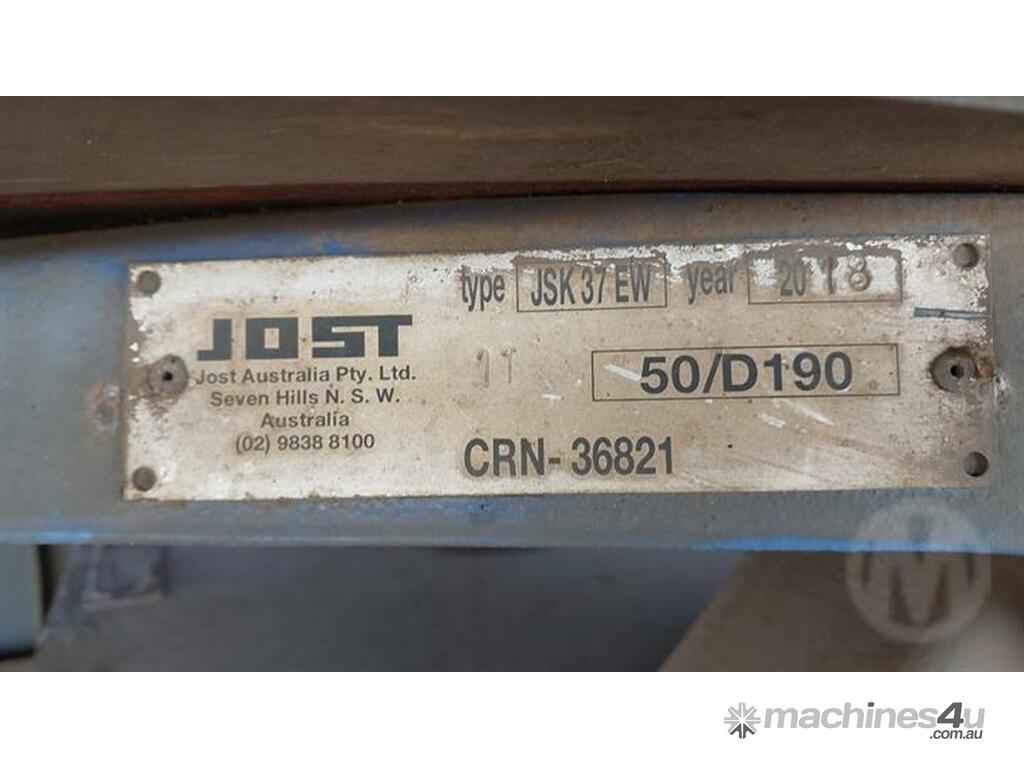 type JSK 37 EW year 2018
JOST
Jost Australia Pty. Ltd.
Seven Hills N. S. W.
Australia
(02) 9838 8100
11
50/D190
CRN- 36821
M
machines4u
.com.au